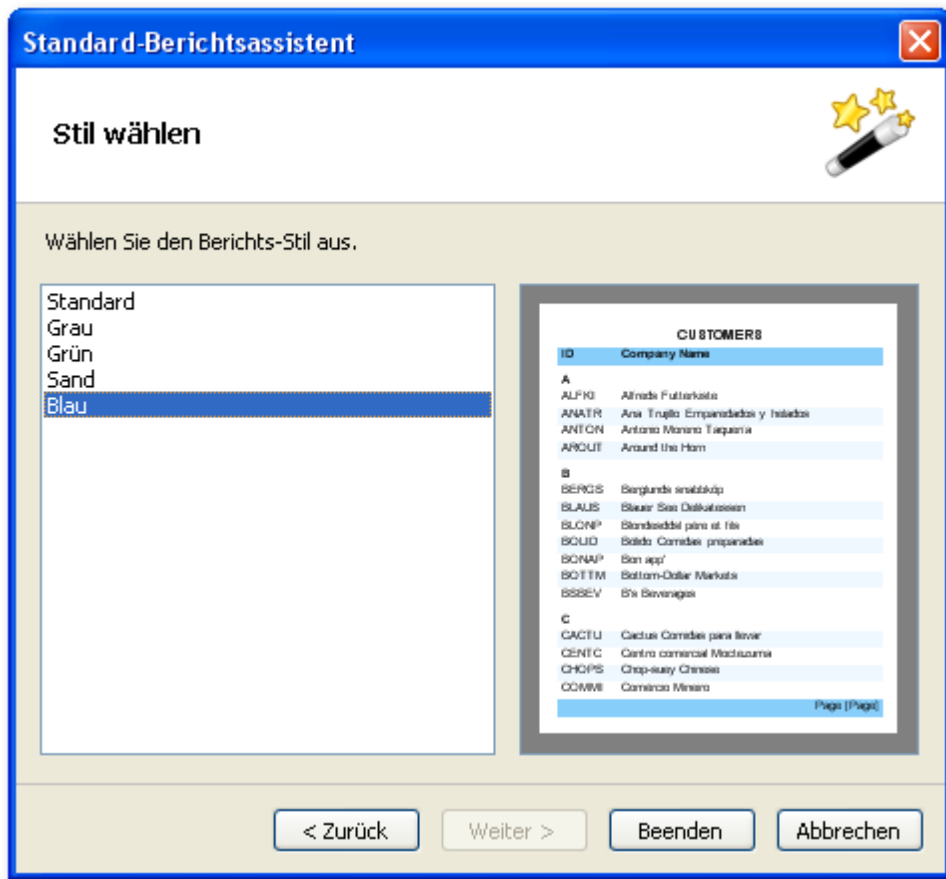 Standard-Berichtsassistent
Stil wählen
Wählen Sie den Berichts-Stil aus.
Standard
Grau
Grün
Sand
Blau
CUSTOMERS
ID Company Name
A
ALFKI Alfreds Futterkiste
ANATR Ana Trujillo Emparedados y helados
ANTON Antonio Moreno Taquería
AROUT Around the Horn
B
BERGS Berglunds snabbköp
BLAUS Blauer See Delikatessen
BLONP Blondesddsl père et fils
BOLID Bólido Comidas preparadas
BONAP Bon app'
BOTTM Bottom-Dollar Markets
BSBEV B's Beverages
C
CACTU Cactus Comidas para llevar
CENTC Centro comercial Moctezuma
CHOPS Chop-suey Chinese
COMMI Comércio Mineiro
Page [Page]
< Zurück
Weiter >
Beenden
Abbrechen